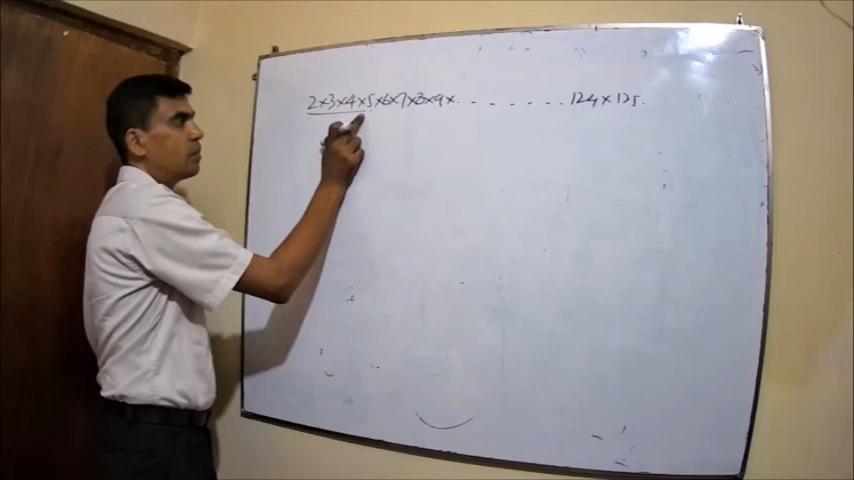 2×3×4×5×6×7×8×9×. . . . . . . . 124×125.